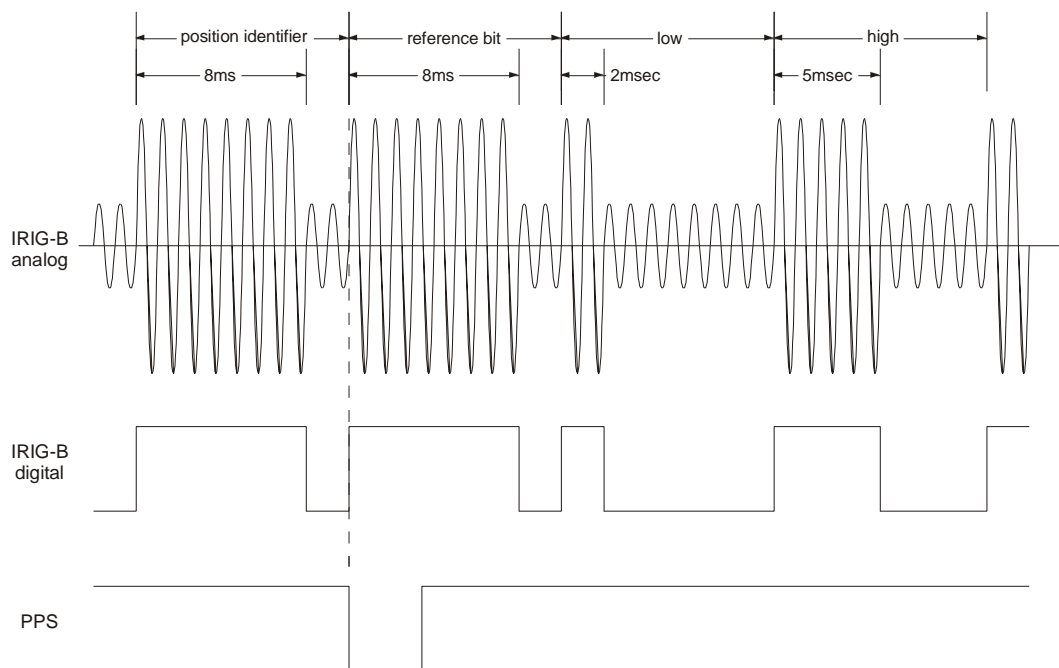 position identifier
reference bit
low
high
8ms
8ms
2msec
5msec
IRIG-B
analog
IRIG-B
digital
PPS